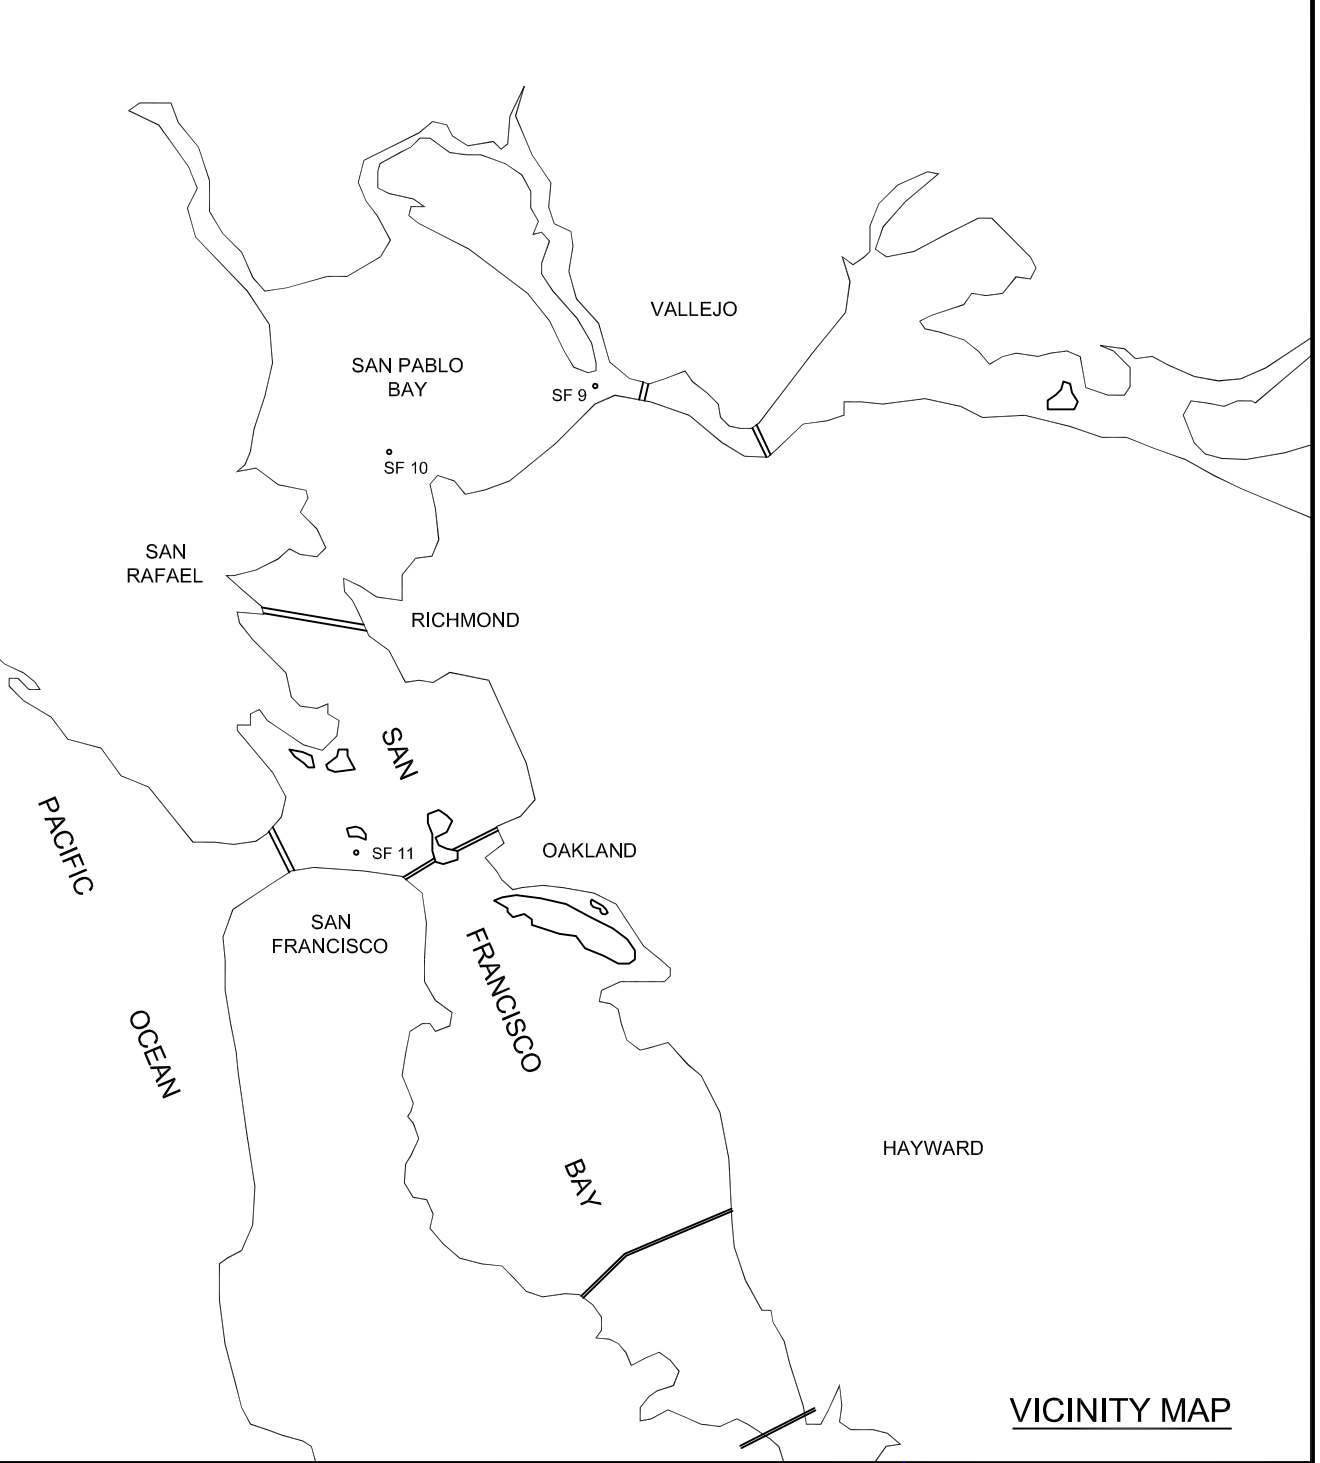 VALLEJO
SAN PABLO
BAY
SF 9
SF 10
SAN
RAFAEL
RICHMOND
SAN
FRANCISCO
BAY
PACIFIC
OCEAN
SF 11
OAKLAND
SAN
FRANCISCO
HAYWARD
VICINITY MAP